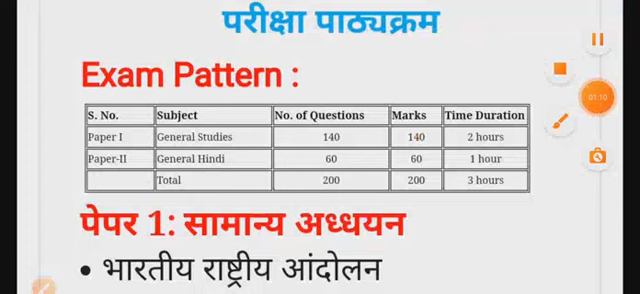 परीक्षा पाठ्यक्रम
Exam Pattern :
S. No. Subject No. of Questions Marks Time Duration
Paper I General Studies 140 140 2 hours
Paper-II General Hindi 60 60 1 hour
Total 200 200 3 hours
पेपर 1: सामान्य अध्धयन
• भारतीय राष्ट्रीय आंदोलन
01:10